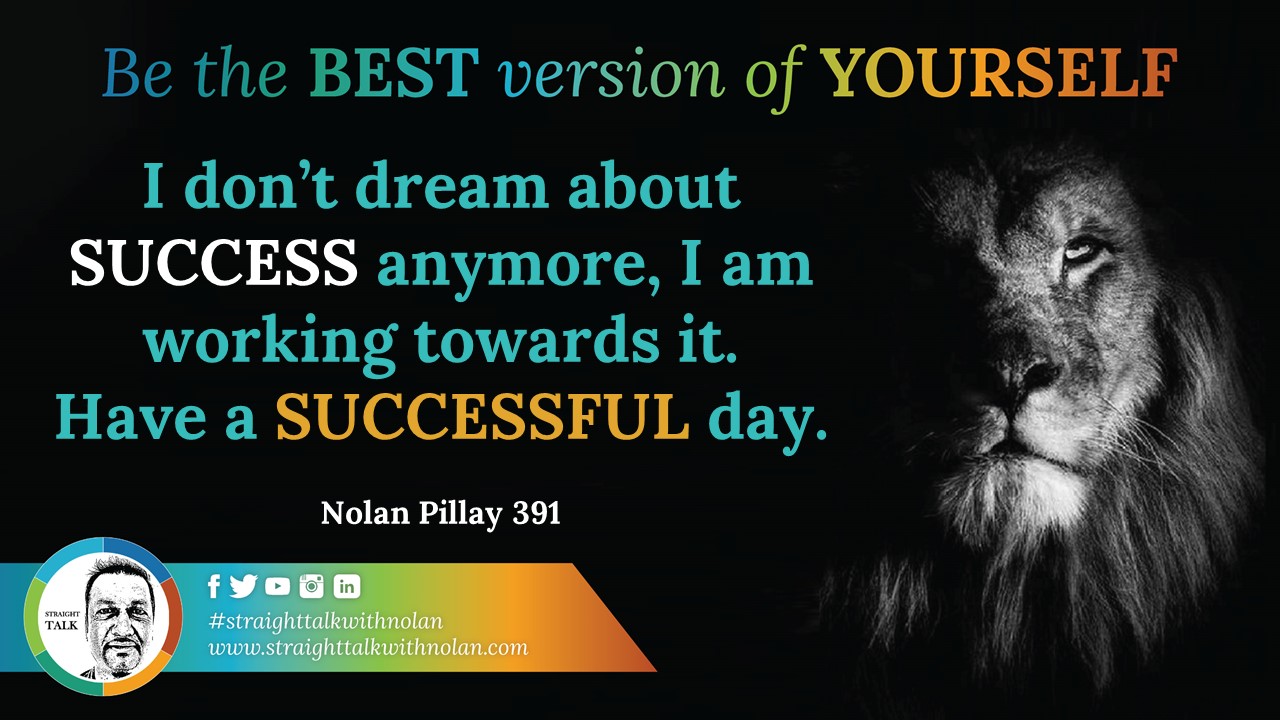 Be the BEST version of YOURSELF
I don’t dream about
SUCCESS anymore, I am
working towards it.
Have a SUCCESSFUL day.
Nolan Pillay 391
STRAIGHT
TALK
#straighttalkwithnolan
www.straighttalkwithnolan.com